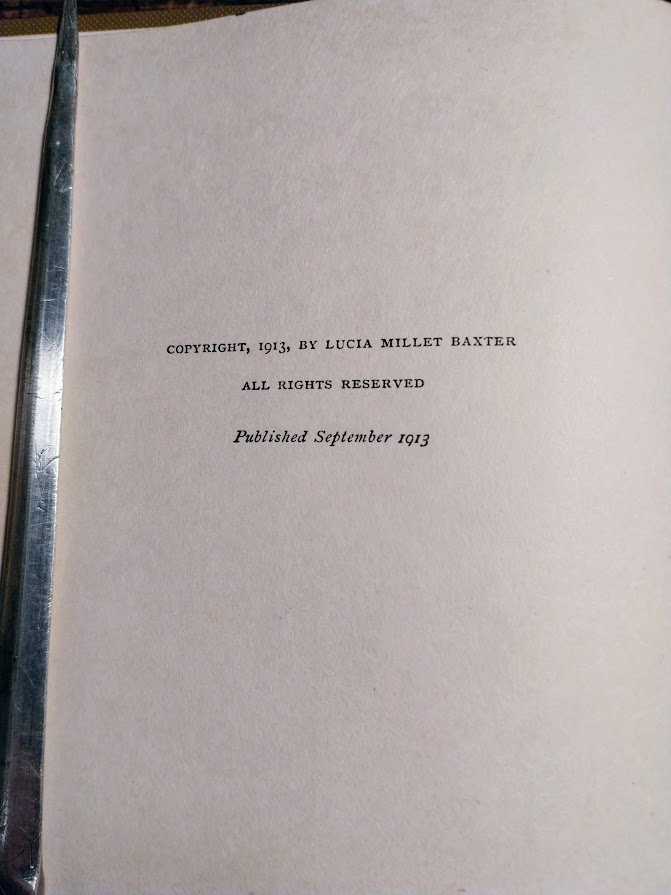 COPYRIGHT, 1913, BY LUCIA MILLET BAXTER
ALL RIGHTS RESERVED
Published September 1913